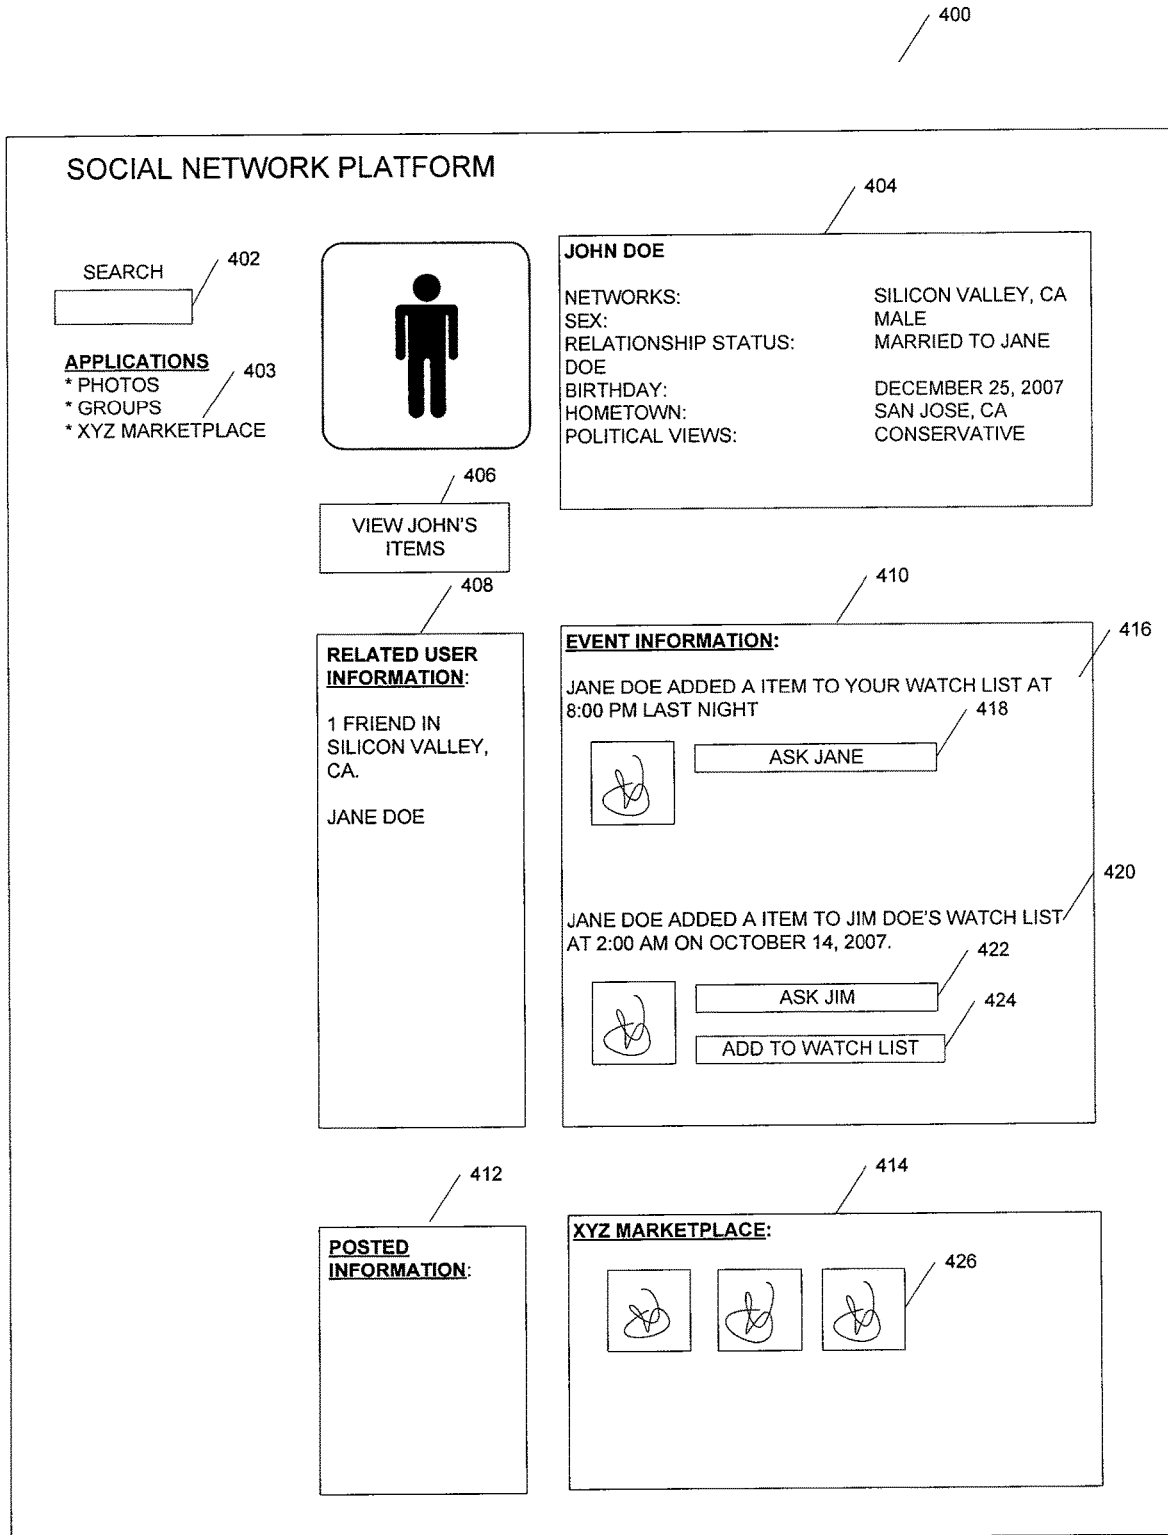 400
SOCIAL NETWORK PLATFORM
404
402
SEARCH
JOHN DOE
NETWORKS: SILICON VALLEY, CA
SEX: MALE
RELATIONSHIP STATUS: MARRIED TO JANE
DOE
BIRTHDAY: DECEMBER 25, 2007
HOMETOWN: SAN JOSE, CA
POLITICAL VIEWS: CONSERVATIVE
APPLICATIONS
403
* PHOTOS
* GROUPS
* XYZ MARKETPLACE
406
VIEW JOHN'S
ITEMS
408
RELATED USER
INFORMATION:
1 FRIEND IN
SILICON VALLEY,
CA.
JANE DOE
410
EVENT INFORMATION:
416
JANE DOE ADDED A ITEM TO YOUR WATCH LIST AT
8:00 PM LAST NIGHT
418
ASK JANE
420
JANE DOE ADDED A ITEM TO JIM DOE'S WATCH LIST
AT 2:00 AM ON OCTOBER 14, 2007.
422
ASK JIM
424
ADD TO WATCH LIST
412
POSTED
INFORMATION:
414
XYZ MARKETPLACE:
426